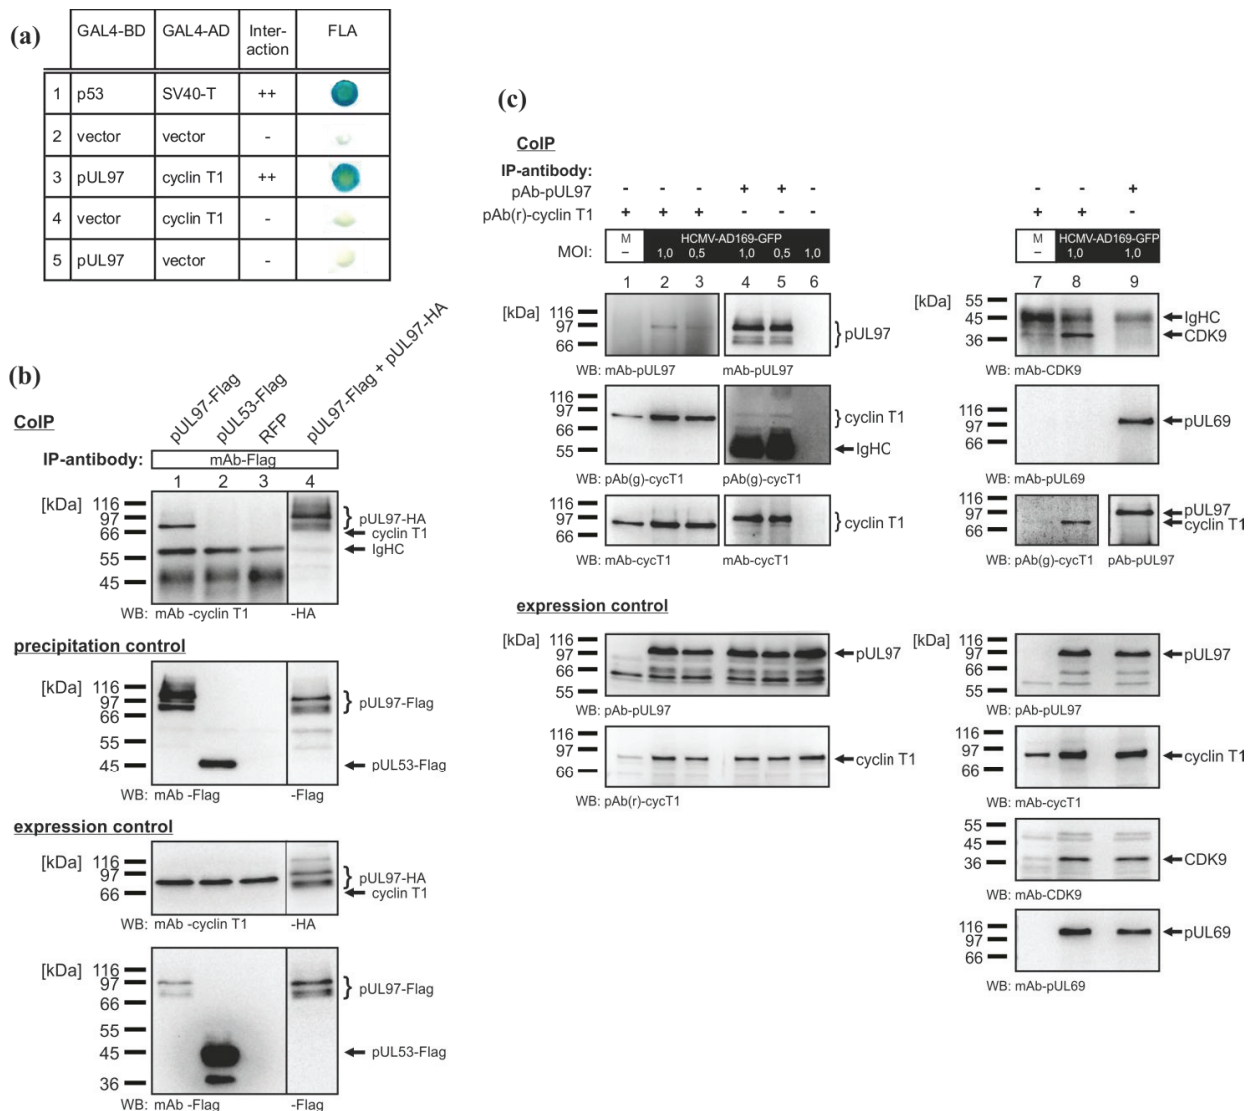 (a)
GAL4-BD GAL4-AD Inter-action FLA
1 p53 SV40-T ++
2 vector vector -
3 pUL97 cyclin T1 ++
4 vector cyclin T1 -
5 pUL97 vector -
(b)
pUL97-Flag pUL53-Flag RFP pUL97-Flag + pUL97-HA
CoIP
IP-antibody: mAb-Flag
1 2 3 4
[kDa] 116
97 pUL97-HA
66 cyclin T1
IgHC
55
45
WB: mAb -cyclin T1 -HA
precipitation control
[kDa] 116
97 pUL97-Flag
66
55
45 pUL53-Flag
WB: mAb -Flag -Flag
expression control
[kDa] 116
97 pUL97-HA
66 cyclin T1
WB: mAb -cyclin T1 -HA
[kDa] 116
97 pUL97-Flag
66
55
45 pUL53-Flag
36
WB: mAb -Flag -Flag
(c)
CoIP
IP-antibody:
pAb-pUL97 - - - + + - - - +
pAb(r)-cyclin T1 + + + - - - + + -
M HCMV-AD169-GFP M HCMV-AD169-GFP
MOI: – 1,0 0,5 1,0 0,5 1,0 – 1,0 1,0
1 2 3 4 5 6
[kDa] 116
97 pUL97
66
WB: mAb-pUL97 mAb-pUL97
116
97 cyclin T1
66
55 IgHC
WB: pAb(g)-cycT1 pAb(g)-cycT1
116
97 cyclin T1
66
WB: mAb-cycT1 mAb-cycT1
7 8 9
[kDa] 55
45 IgHC
36 CDK9
WB: mAb-CDK9
116
97 pUL69
66
WB: mAb-pUL69
116
97 pUL97
66 cyclin T1
WB: pAb(g)-cycT1 pAb-pUL97
expression control
[kDa] 116
97 pUL97
66
55
WB: pAb-pUL97
116
97 cyclin T1
66
WB: pAb(r)-cycT1
[kDa] 116
97 pUL97
66
55
WB: pAb-pUL97
116
97 cyclin T1
66
WB: mAb-cycT1
55
45
36 CDK9
WB: mAb-CDK9
116
97 pUL69
66
WB: mAb-pUL69